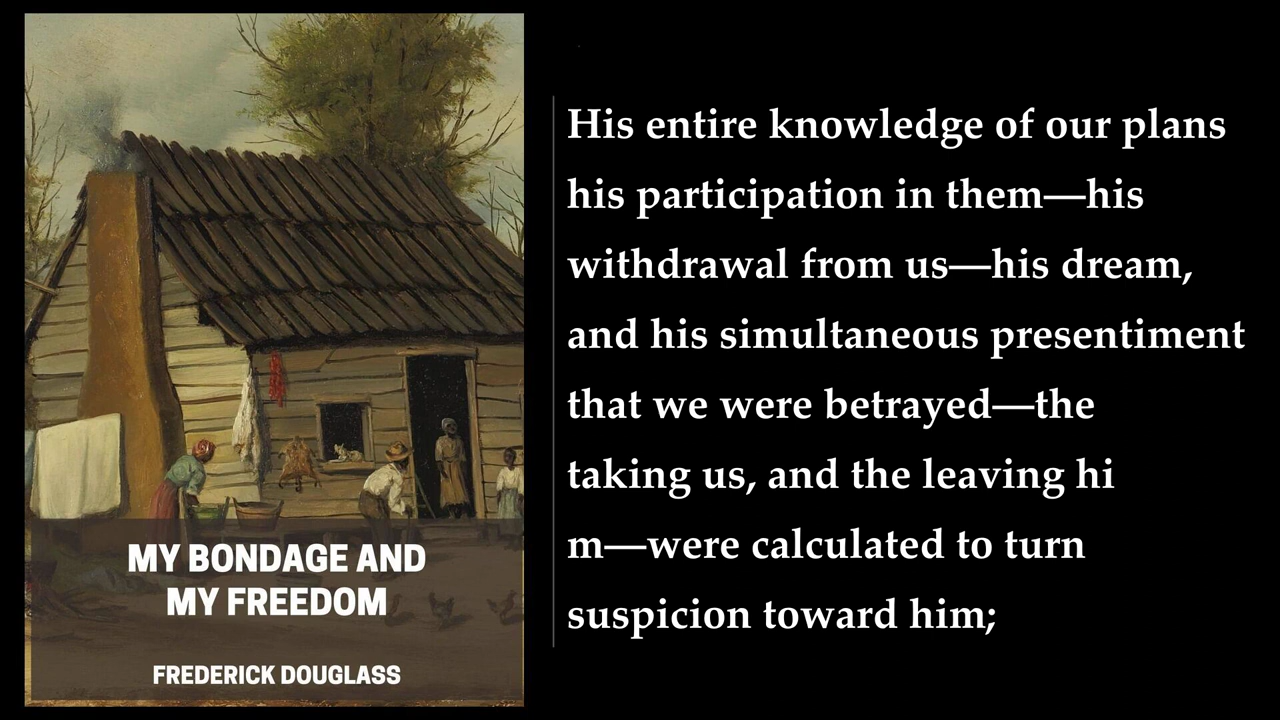 MY BONDAGE AND
MY FREEDOM
FREDERICK DOUGLASS
His entire knowledge of our plans
his participation in them—his
withdrawal from us—his dream,
and his simultaneous presentiment
that we were betrayed—the
taking us, and the leaving hi
m—were calculated to turn
suspicion toward him;